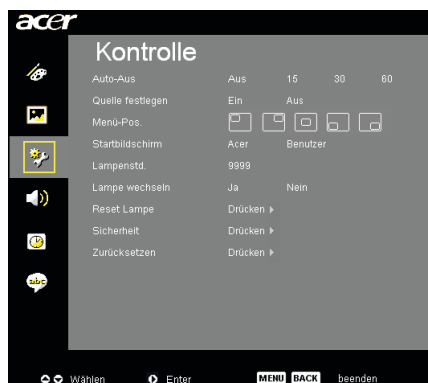 acer
Kontrolle
Auto-Aus Aus 15 30 60
Quelle festlegen Ein Aus
Menü-Pos.
Startbildschirm Acer Benutzer
Lampenstd. 9999
Lampe wechseln Ja Nein
Reset Lampe Drücken
Sicherheit Drücken
Zurücksetzen Drücken
abc
Wählen Enter MENU BACK beenden